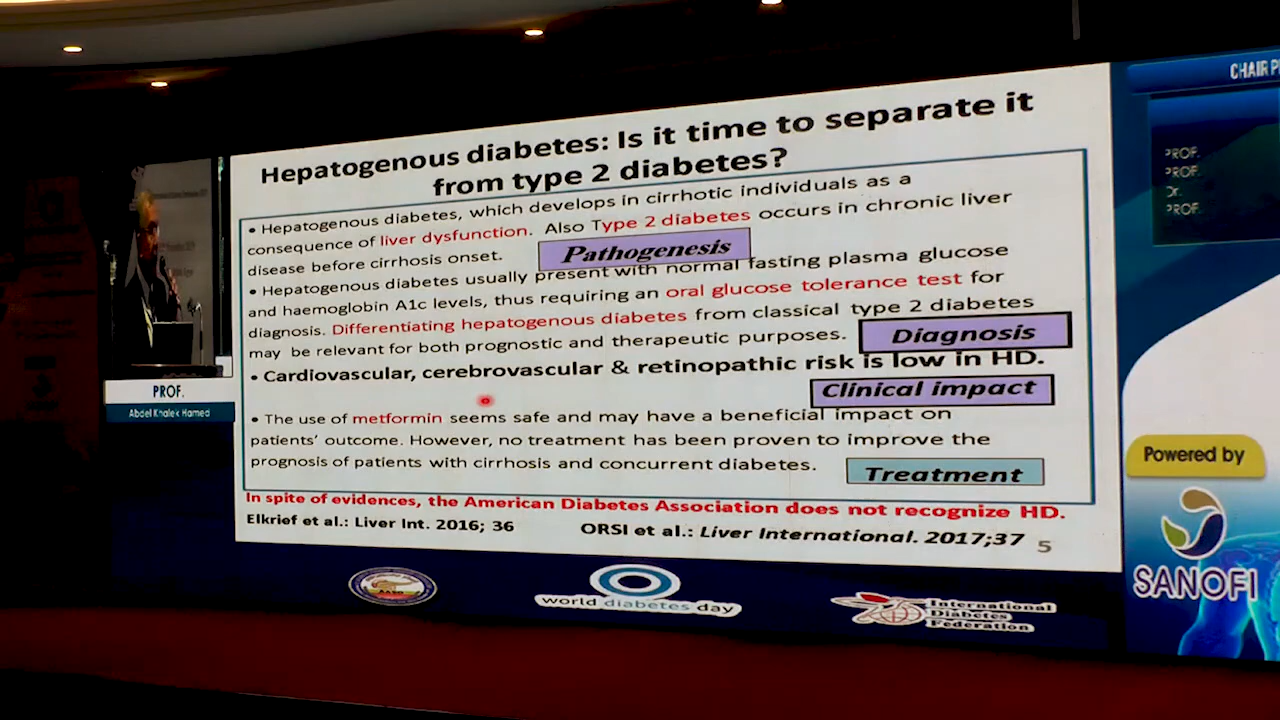 Hepatogenous diabetes: Is it time to separate it
from type 2 diabetes?
• Hepatogenous diabetes, which develops in cirrhotic individuals as a
consequence of liver dysfunction. Also Type 2 diabetes occurs in chronic liver
disease before cirrhosis onset.
Pathogenesis
• Hepatogenous diabetes usually present with normal fasting plasma glucose
and haemoglobin A1c levels, thus requiring an oral glucose tolerance test for
diagnosis. Differentiating hepatogenous diabetes from classical type 2 diabetes
may be relevant for both prognostic and therapeutic purposes.
Diagnosis
• Cardiovascular, cerebrovascular & retinopathic risk is low in HD.
Clinical impact
• The use of metformin seems safe and may have a beneficial impact on
patients' outcome. However, no treatment has been proven to improve the
prognosis of patients with cirrhosis and concurrent diabetes.
Treatment
In spite of evidences, the American Diabetes Association does not recognize HD.
Elkrief et al.: Liver Int. 2016; 36
ORSI et al.: Liver International. 2017;37
5
PROF.
Abdel Khalek Hamed
world diabetes day
International
Diabetes
Federation
PROF.
PROF.
Dr.
PROF.
Powered by
SANOFI